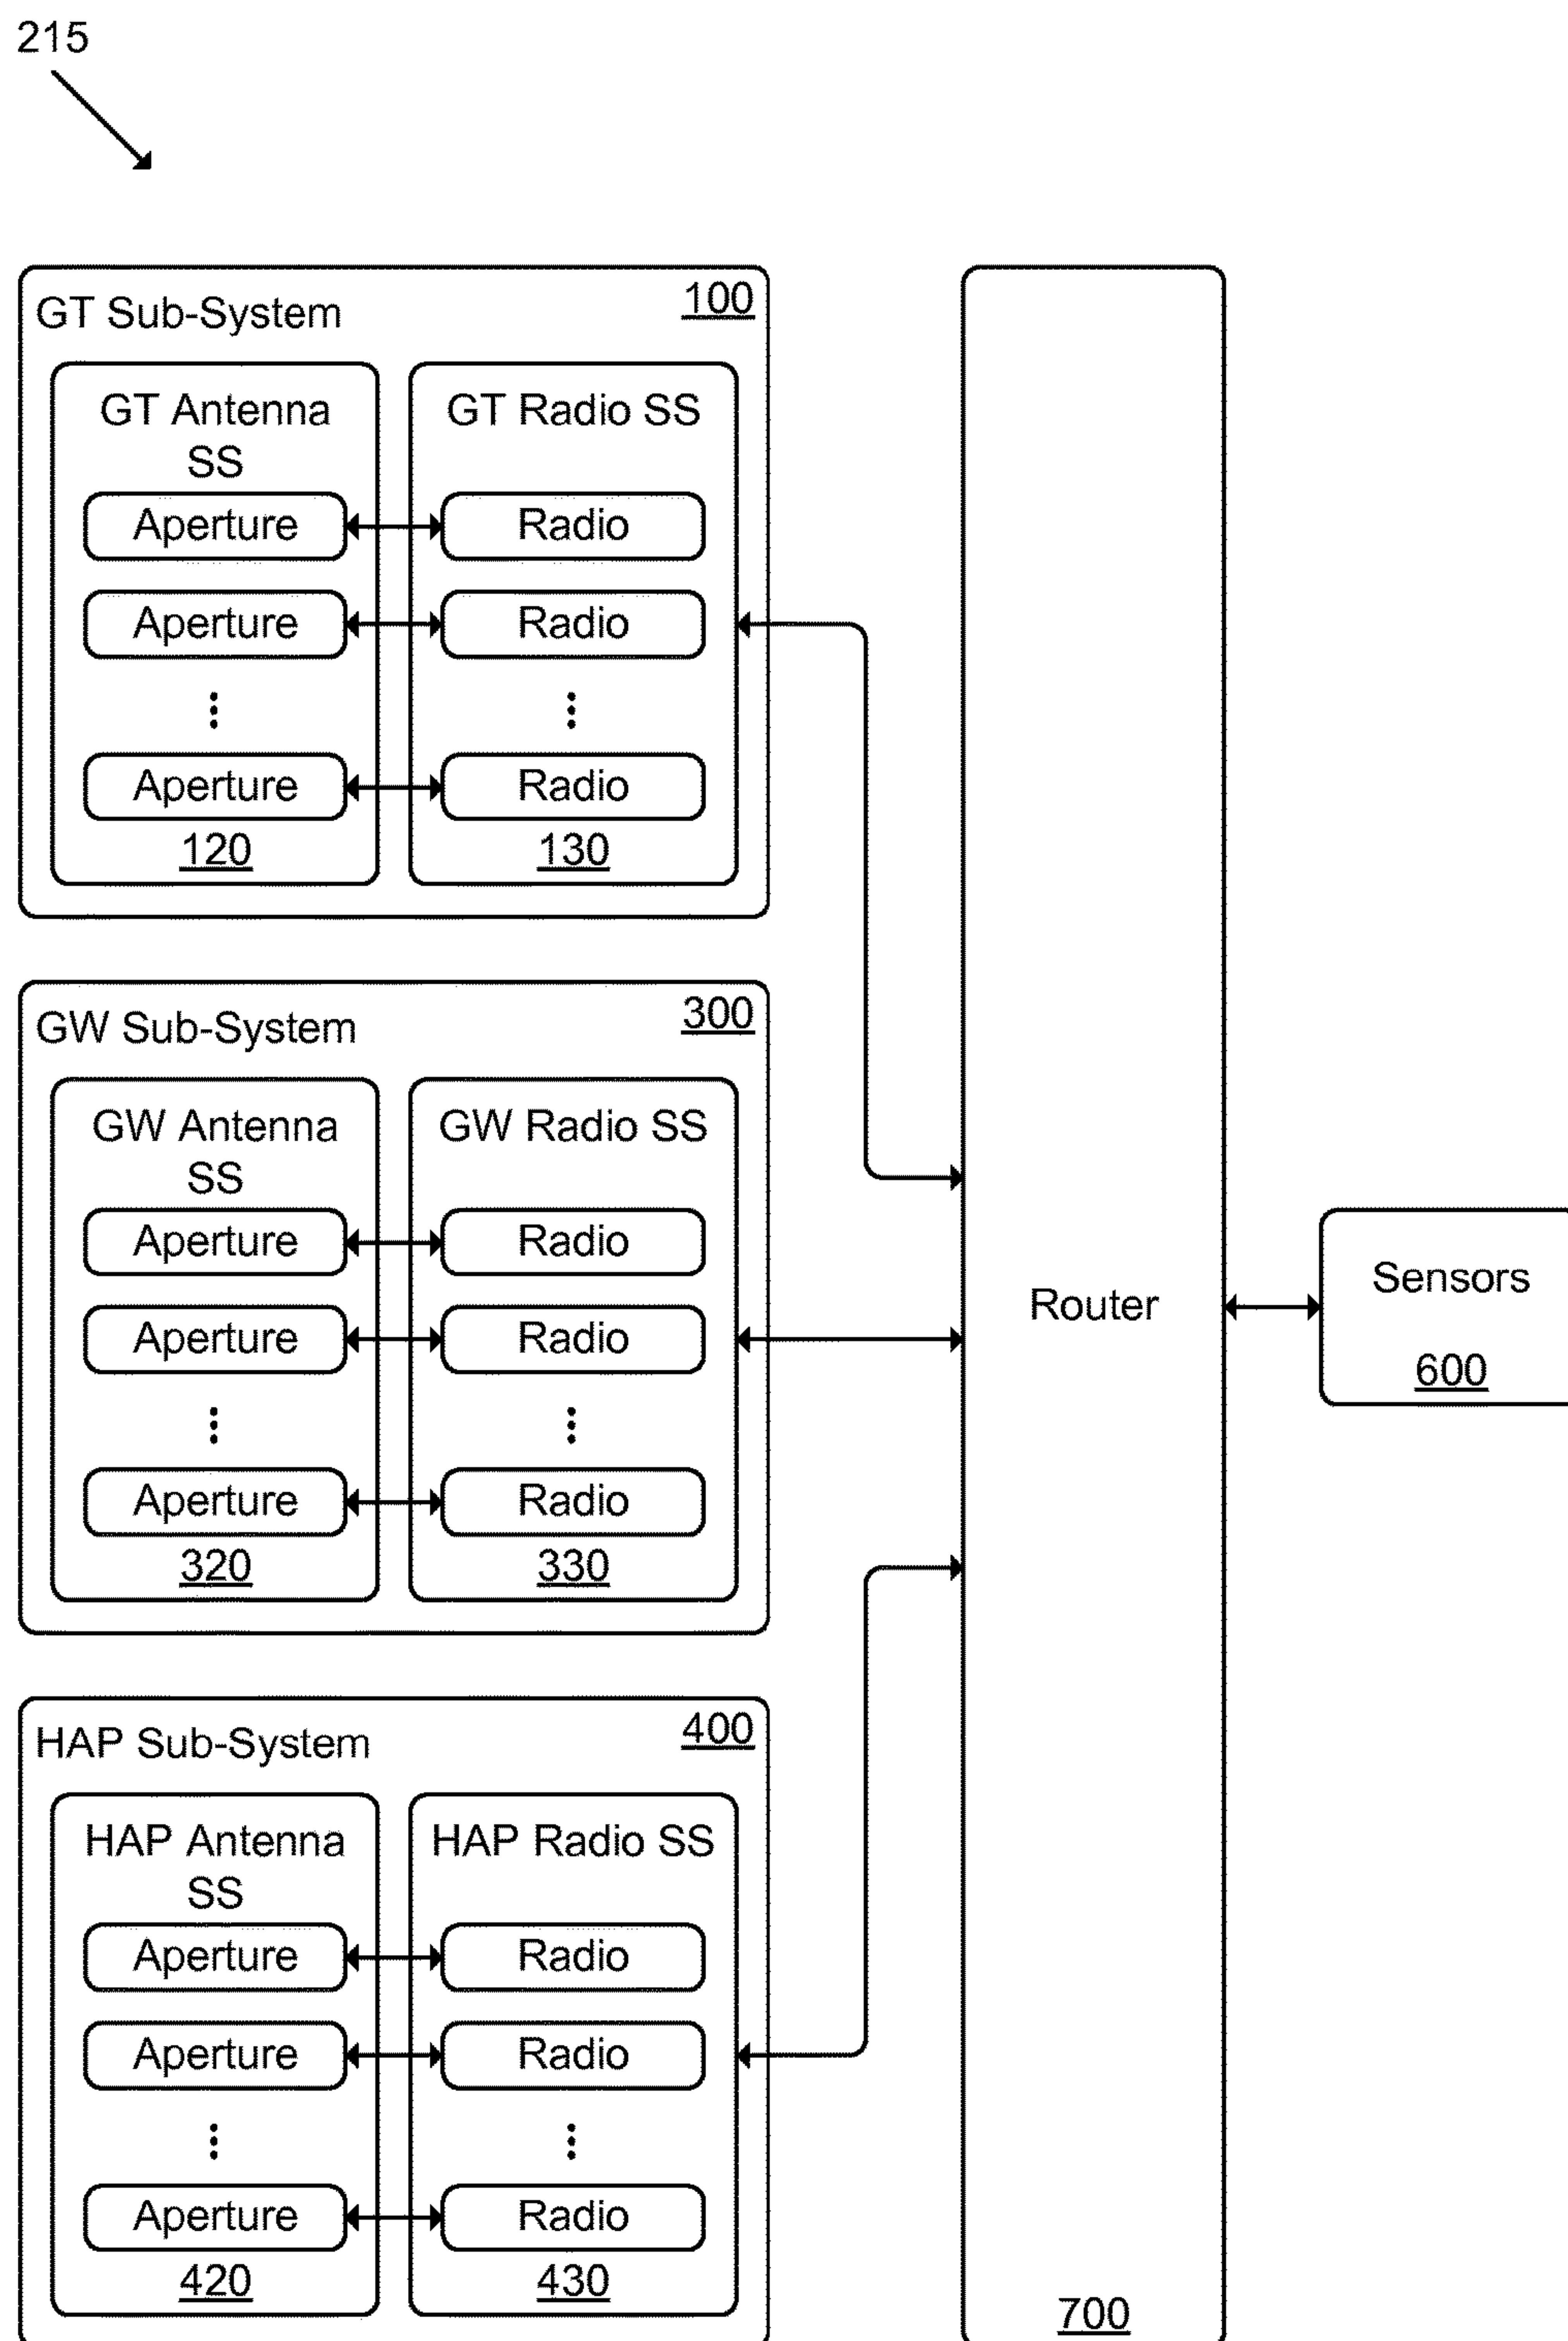 215
GT Sub-System
100
GT Antenna
SS
GT Radio SS
Aperture
Radio
Aperture
Radio
Aperture
Radio
120
130
GW Sub-System
300
GW Antenna
SS
GW Radio SS
Aperture
Radio
Aperture
Radio
Aperture
Radio
320
330
HAP Sub-System
400
HAP Antenna
SS
HAP Radio SS
Aperture
Radio
Aperture
Radio
Aperture
Radio
420
430
Router
700
Sensors
600